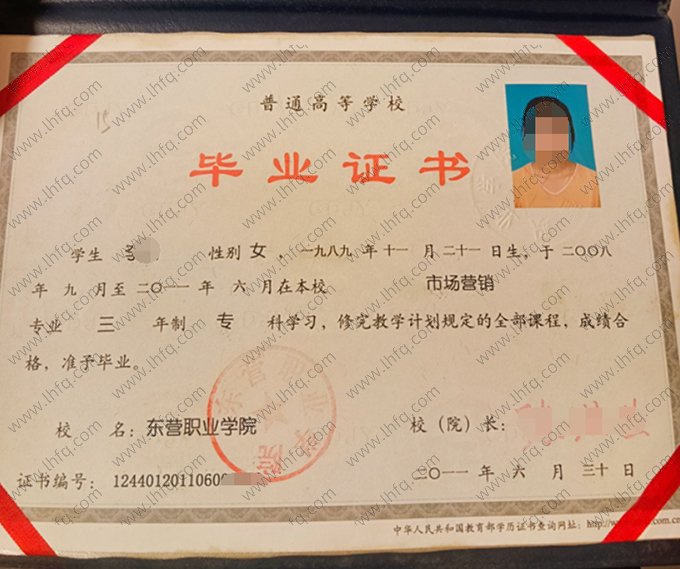 普通高等学校
毕业证书
学生 性别 女，一九八九年十一月二十一日生，于二〇〇八
年九月至二〇一一年六月在本校 市场营销
专业 三 年制 专 科学习，修完教学计划规定的全部课程，成绩合
格，准予毕业。
校 名：东营职业学院
校（院）长：
证书编号：12440120110600
二〇一一年六月三十日
中华人民共和国教育部学历证书查询网址：http://www.
www.lhfq.com